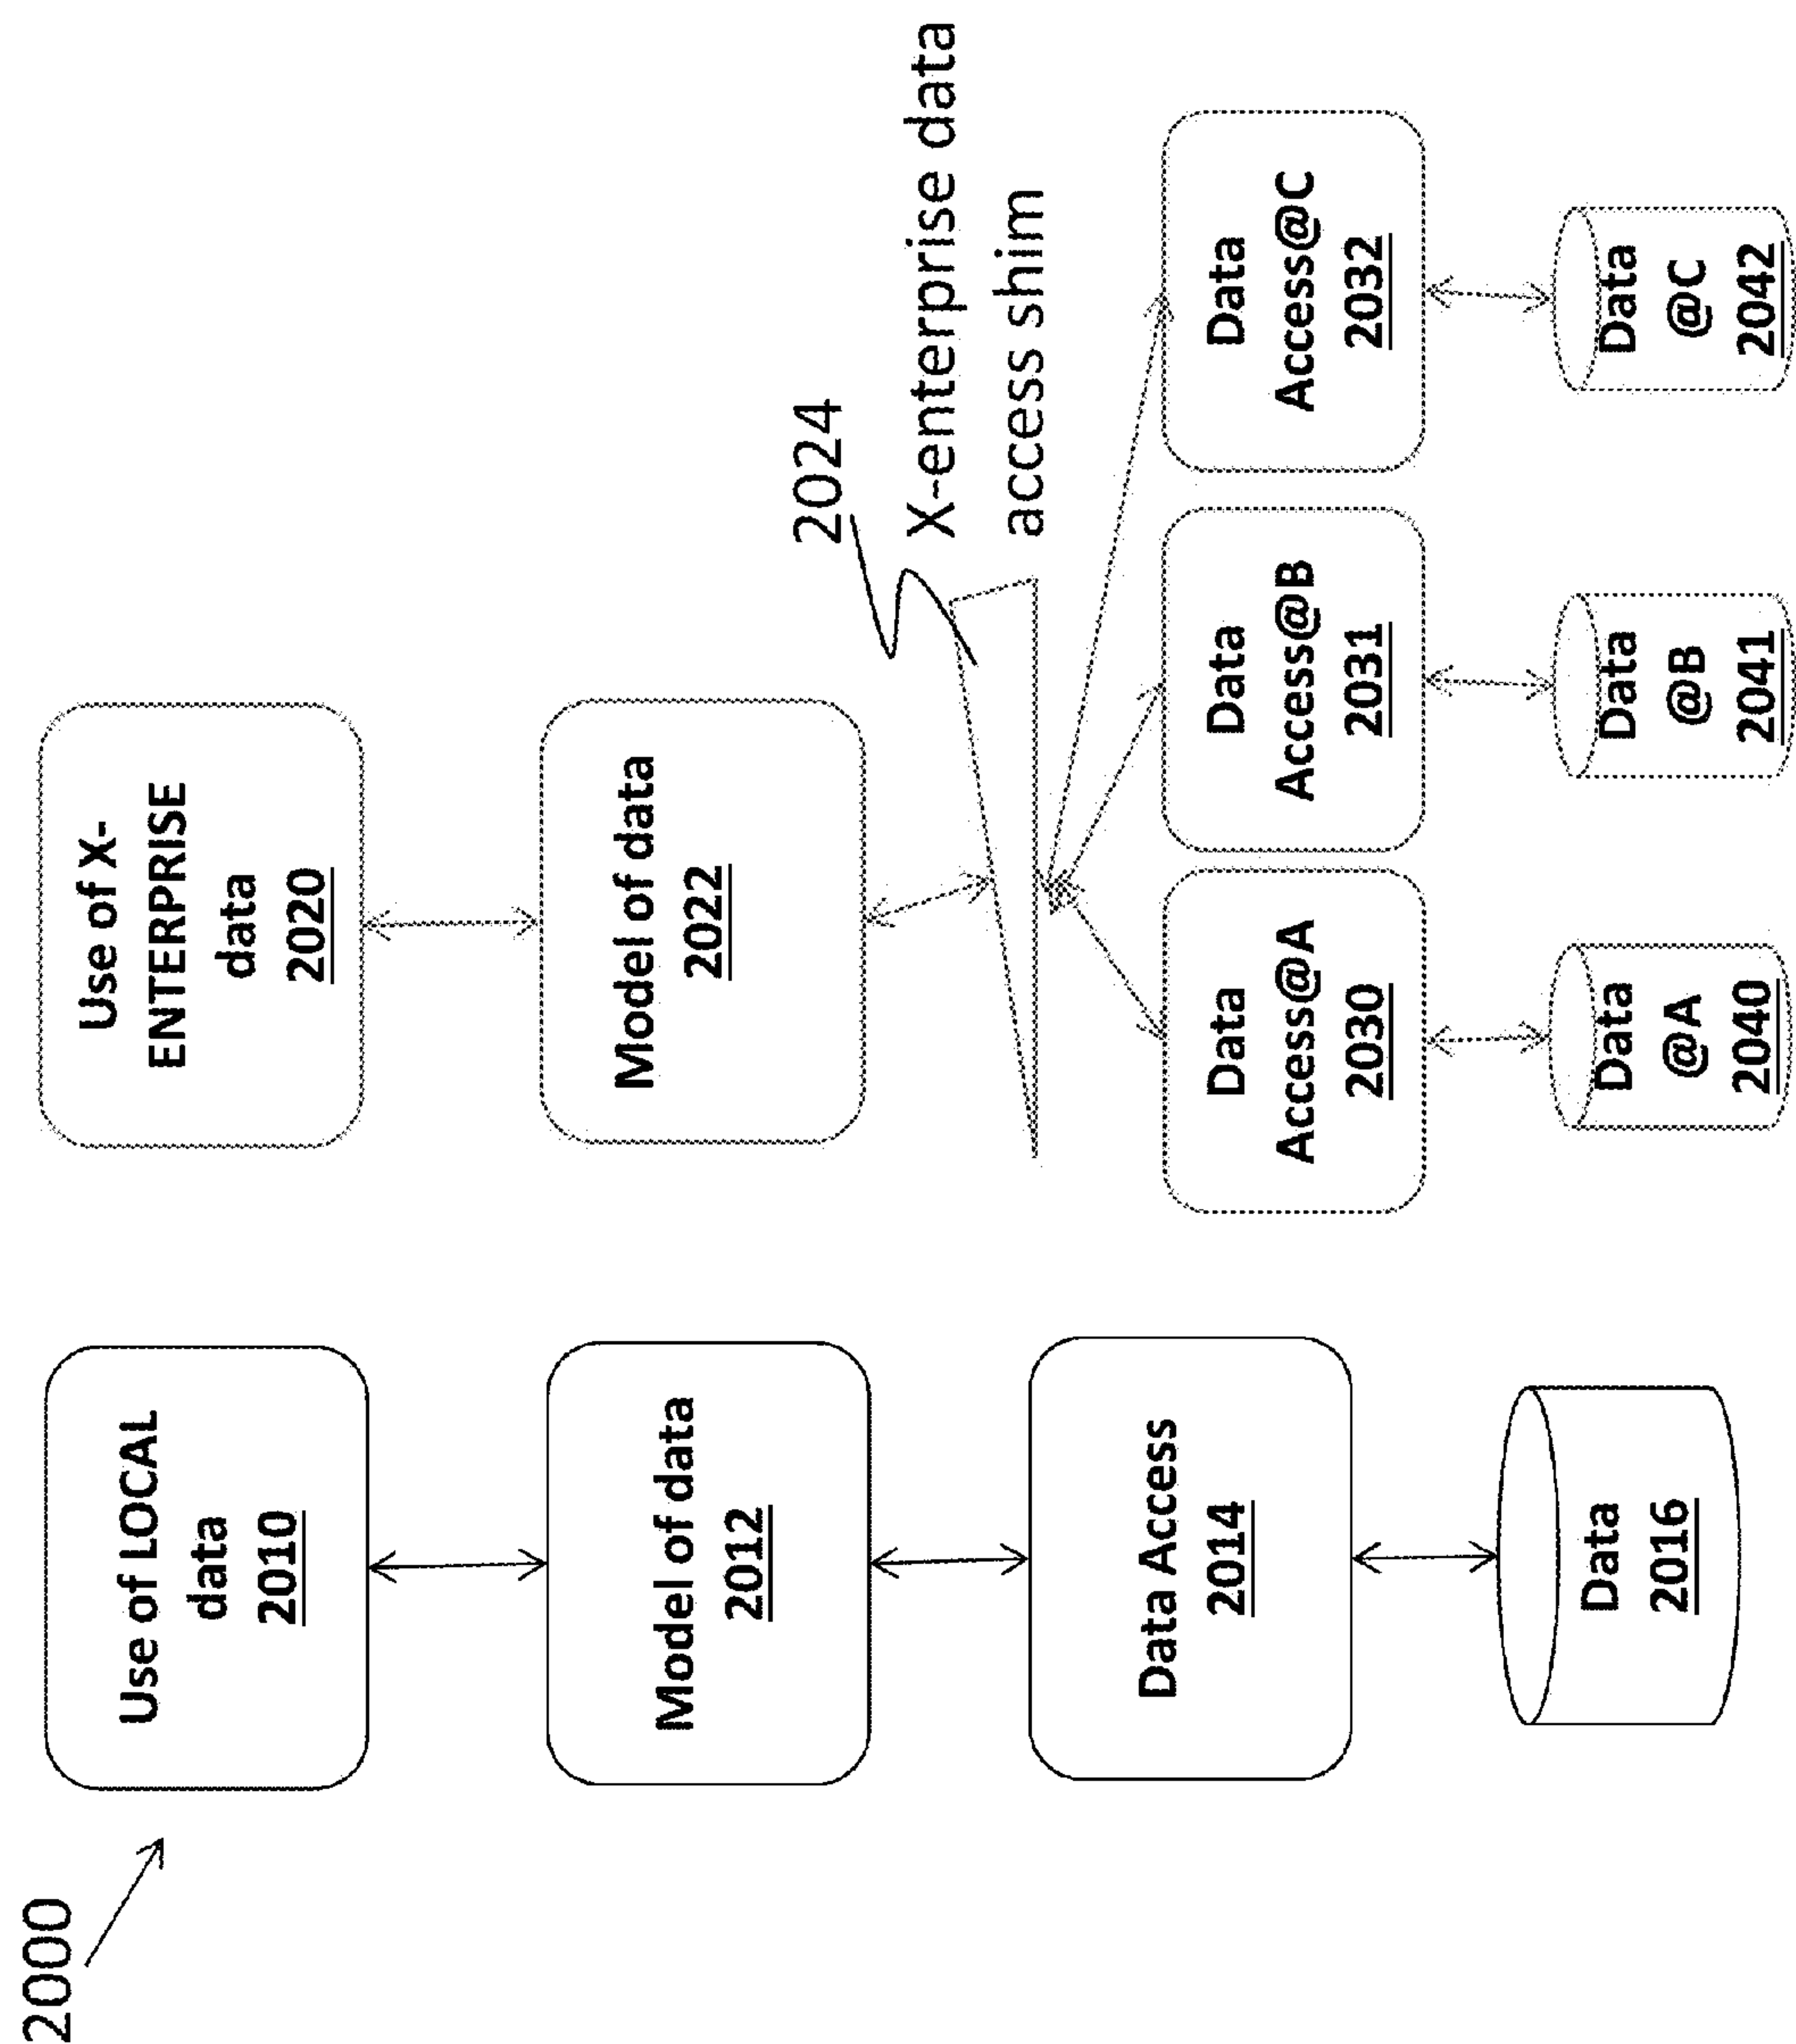 2000
Use of LOCAL
data
2010
Model of data
2012
Data Access
2014
Data
2016
Use of X-
ENTERPRISE
data
2020
Model of data
2022
2024
X-enterprise data
access shim
Data
Access@A
2030
Data
Access@B
2031
Data
Access@C
2032
Data
@A
2040
Data
@B
2041
Data
@C
2042